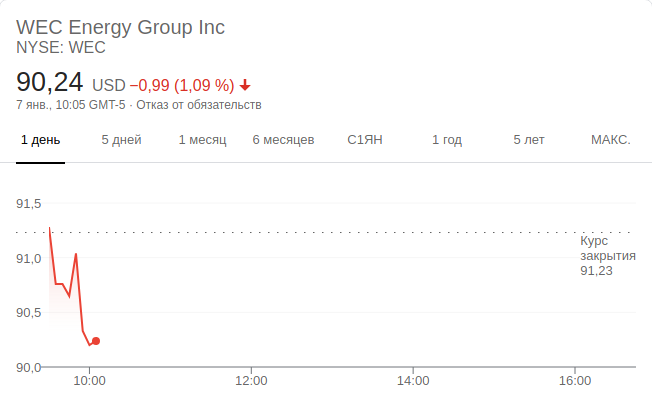 WEC Energy Group Inc
NYSE: WEC
90,24 USD −0,99 (1,09 %)
7 янв., 10:05 GMT-5 · Отказ от обязательств
1 день 5 дней 1 месяц 6 месяцев С1ЯН 1 год 5 лет МАКС.
91,5
Курс
91,0 закрытия
91,23
90,5
90,0
10:00 12:00 14:00 16:00